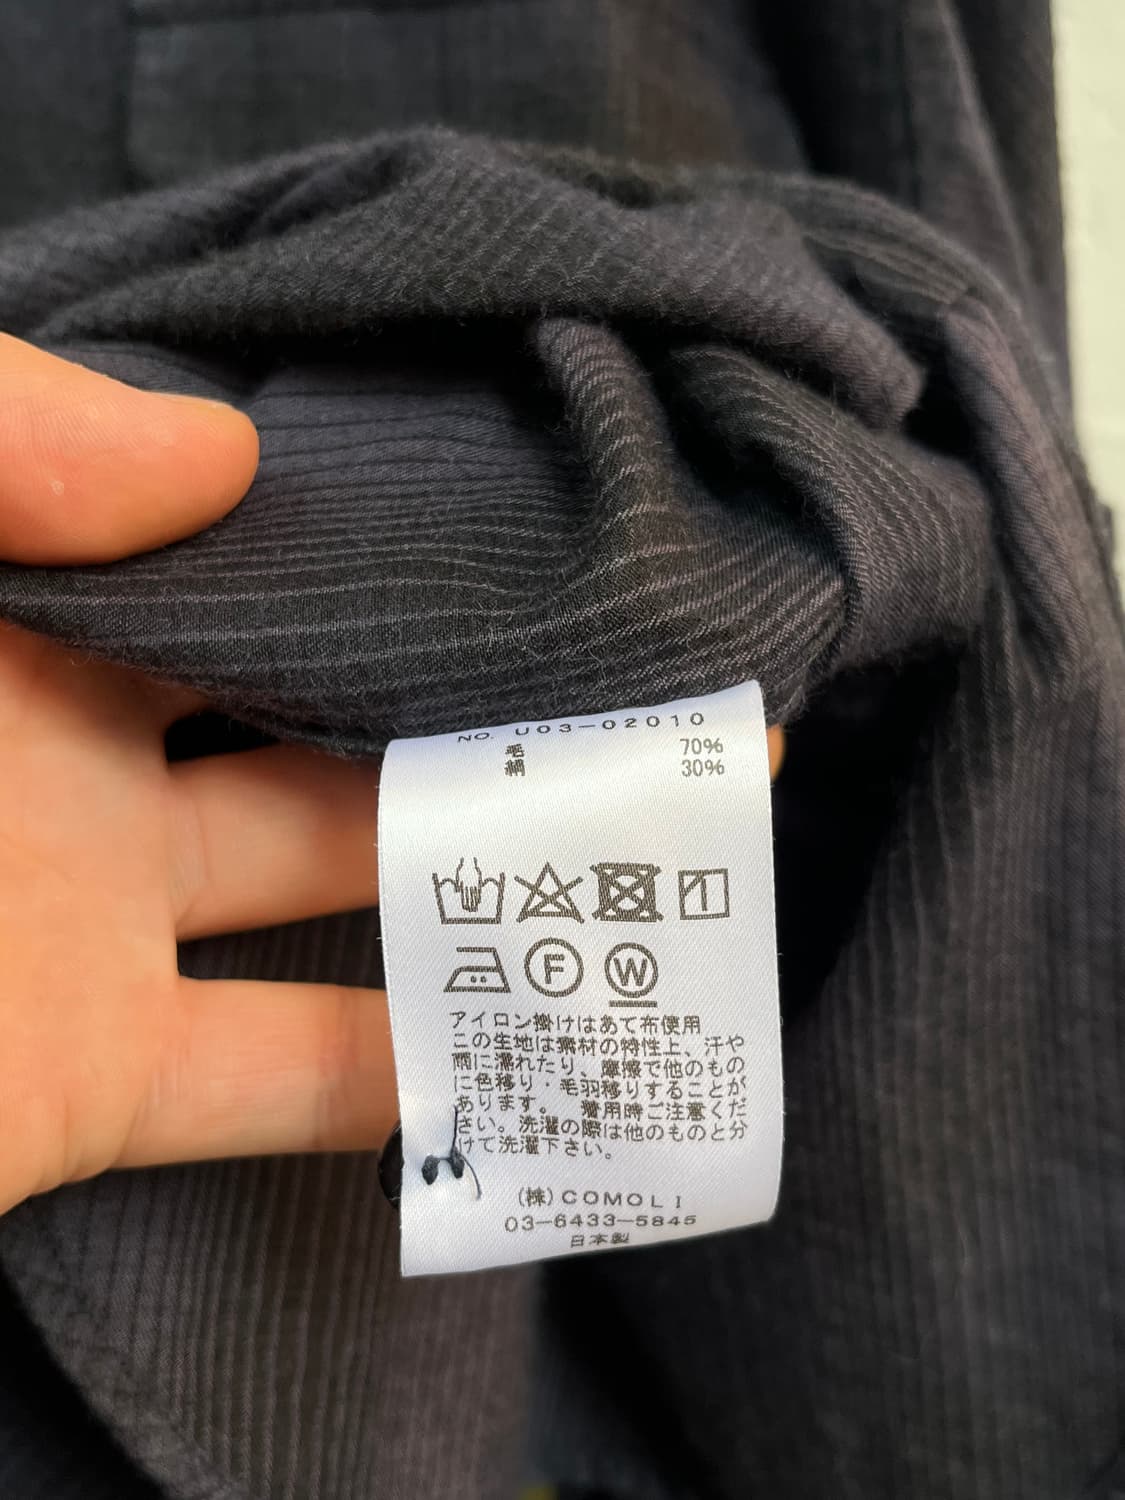 NO. U03-02010
毛 70%
綿 30%
F W
アイロン掛けはあて布使用
この生地は素材の特性上、汗や
雨に濡れたり、摩擦で他のもの
に色移り・毛羽移りすることが
あります。 着用時ご注意くだ
さい。洗濯の際は他のものと分
けて洗濯下さい。
(株)COMOLI
03-6433-5845
日本製